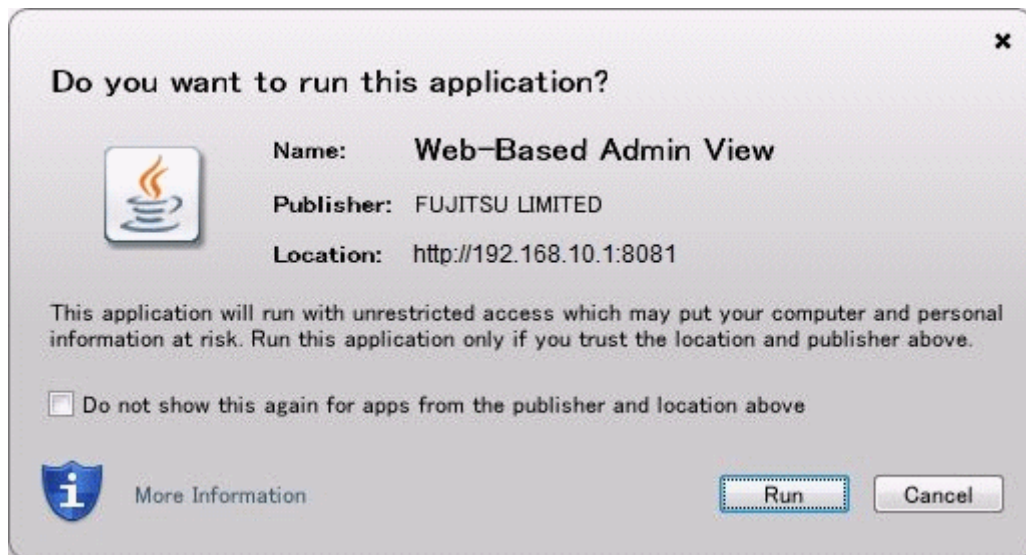 Do you want to run this application?
Name: Web-Based Admin View
Publisher: FUJITSU LIMITED
Location: http://192.168.10.1:8081
This application will run with unrestricted access which may put your computer and personal
information at risk. Run this application only if you trust the location and publisher above.
Do not show this again for apps from the publisher and location above
More Information
Run
Cancel